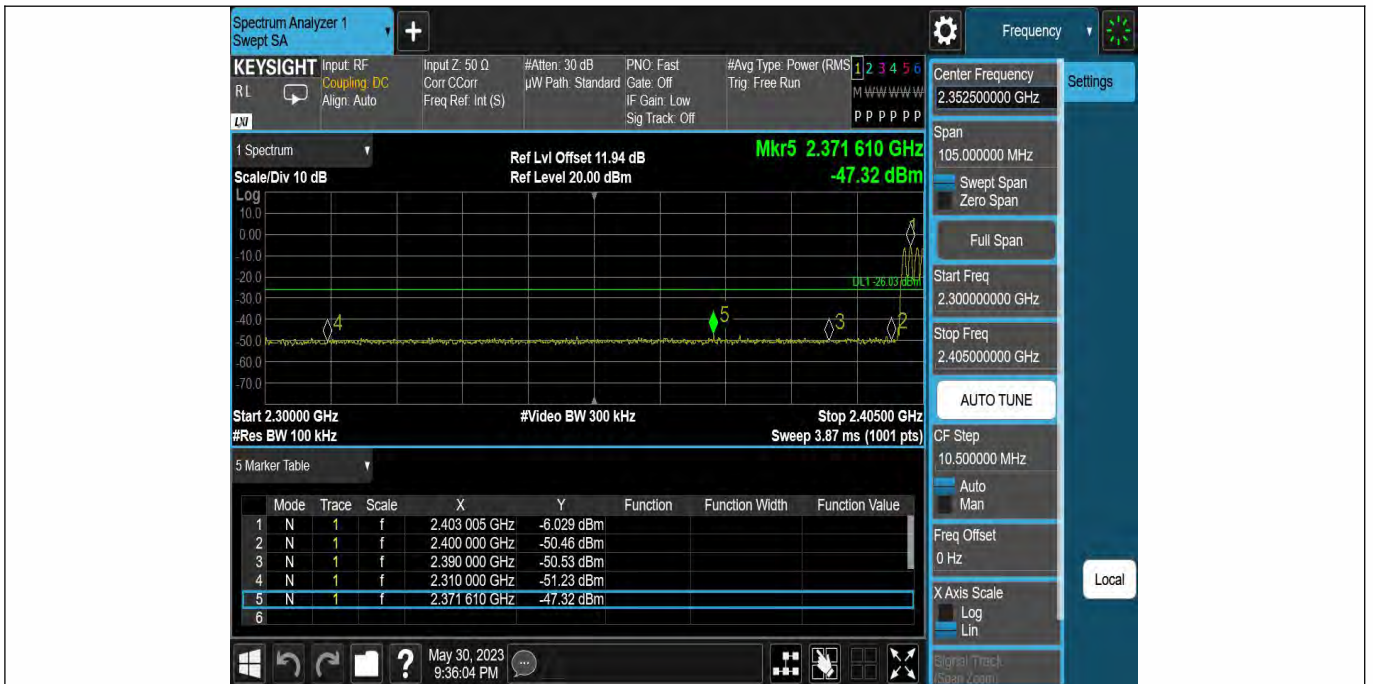 Spectrum Analyzer 1
Swept SA
+
Frequency
KEYSIGHT
RL
LXI
Input: RF
Coupling: DC
Align: Auto
Input Z: 50 Ω
Corr CCorr
Freq Ref: Int (S)
#Atten: 30 dB
µW Path: Standard
PNO: Fast
Gate: Off
IF Gain: Low
Sig Track: Off
#Avg Type: Power (RMS
Trig: Free Run
1 2 3 4 5 6
M W W W W W
P P P P P P
1 Spectrum
Scale/Div 10 dB
Ref Lvl Offset 11.94 dB
Ref Level 20.00 dBm
Mkr5 2.371 610 GHz
-47.32 dBm
Log
10.0
0.00
-10.0
-20.0
-30.0
-40.0
-50.0
-60.0
-70.0
1
DL1 -26.03 dBm
4
5
3
2
Start 2.30000 GHz
#Video BW 300 kHz
Stop 2.40500 GHz
#Res BW 100 kHz
Sweep 3.87 ms (1001 pts)
5 Marker Table
Mode Trace Scale X Y Function Function Width Function Value
1 N 1 f 2.403 005 GHz -6.029 dBm
2 N 1 f 2.400 000 GHz -50.46 dBm
3 N 1 f 2.390 000 GHz -50.53 dBm
4 N 1 f 2.310 000 GHz -51.23 dBm
5 N 1 f 2.371 610 GHz -47.32 dBm
6
?
May 30, 2023
9:36:04 PM
Center Frequency
2.352500000 GHz
Settings
Span
105.000000 MHz
Swept Span
Zero Span
Full Span
Start Freq
2.300000000 GHz
Stop Freq
2.405000000 GHz
AUTO TUNE
CF Step
10.500000 MHz
Auto
Man
Freq Offset
0 Hz
Local
X Axis Scale
Log
Lin
Signal Track
(Span Zoom)